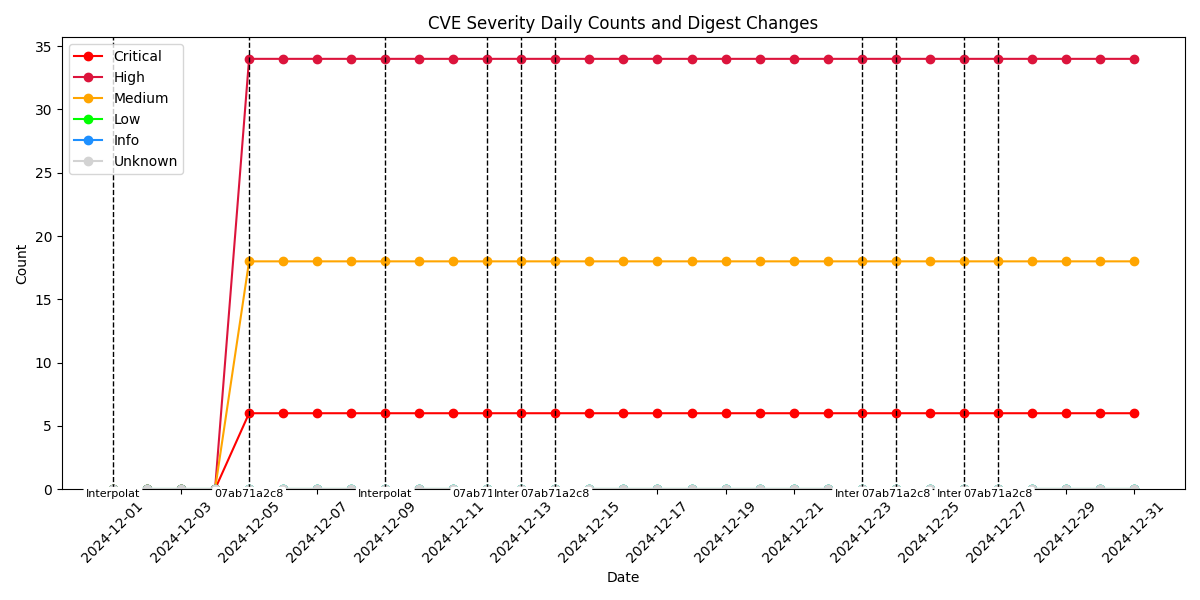 CVE Severity Daily Counts and Digest Changes
Critical
High
Medium
Low
Info
Unknown
Count
35
30
25
20
15
10
5
0
Interpolat
07ab71a2c8
Interpolat
07ab71
Inter
07ab71a2c8
Inter
07ab71a2c8
Inter
07ab71a2c8
2024-12-01
2024-12-03
2024-12-05
2024-12-07
2024-12-09
2024-12-11
2024-12-13
2024-12-15
2024-12-17
2024-12-19
2024-12-21
2024-12-23
2024-12-25
2024-12-27
2024-12-29
2024-12-31
Date